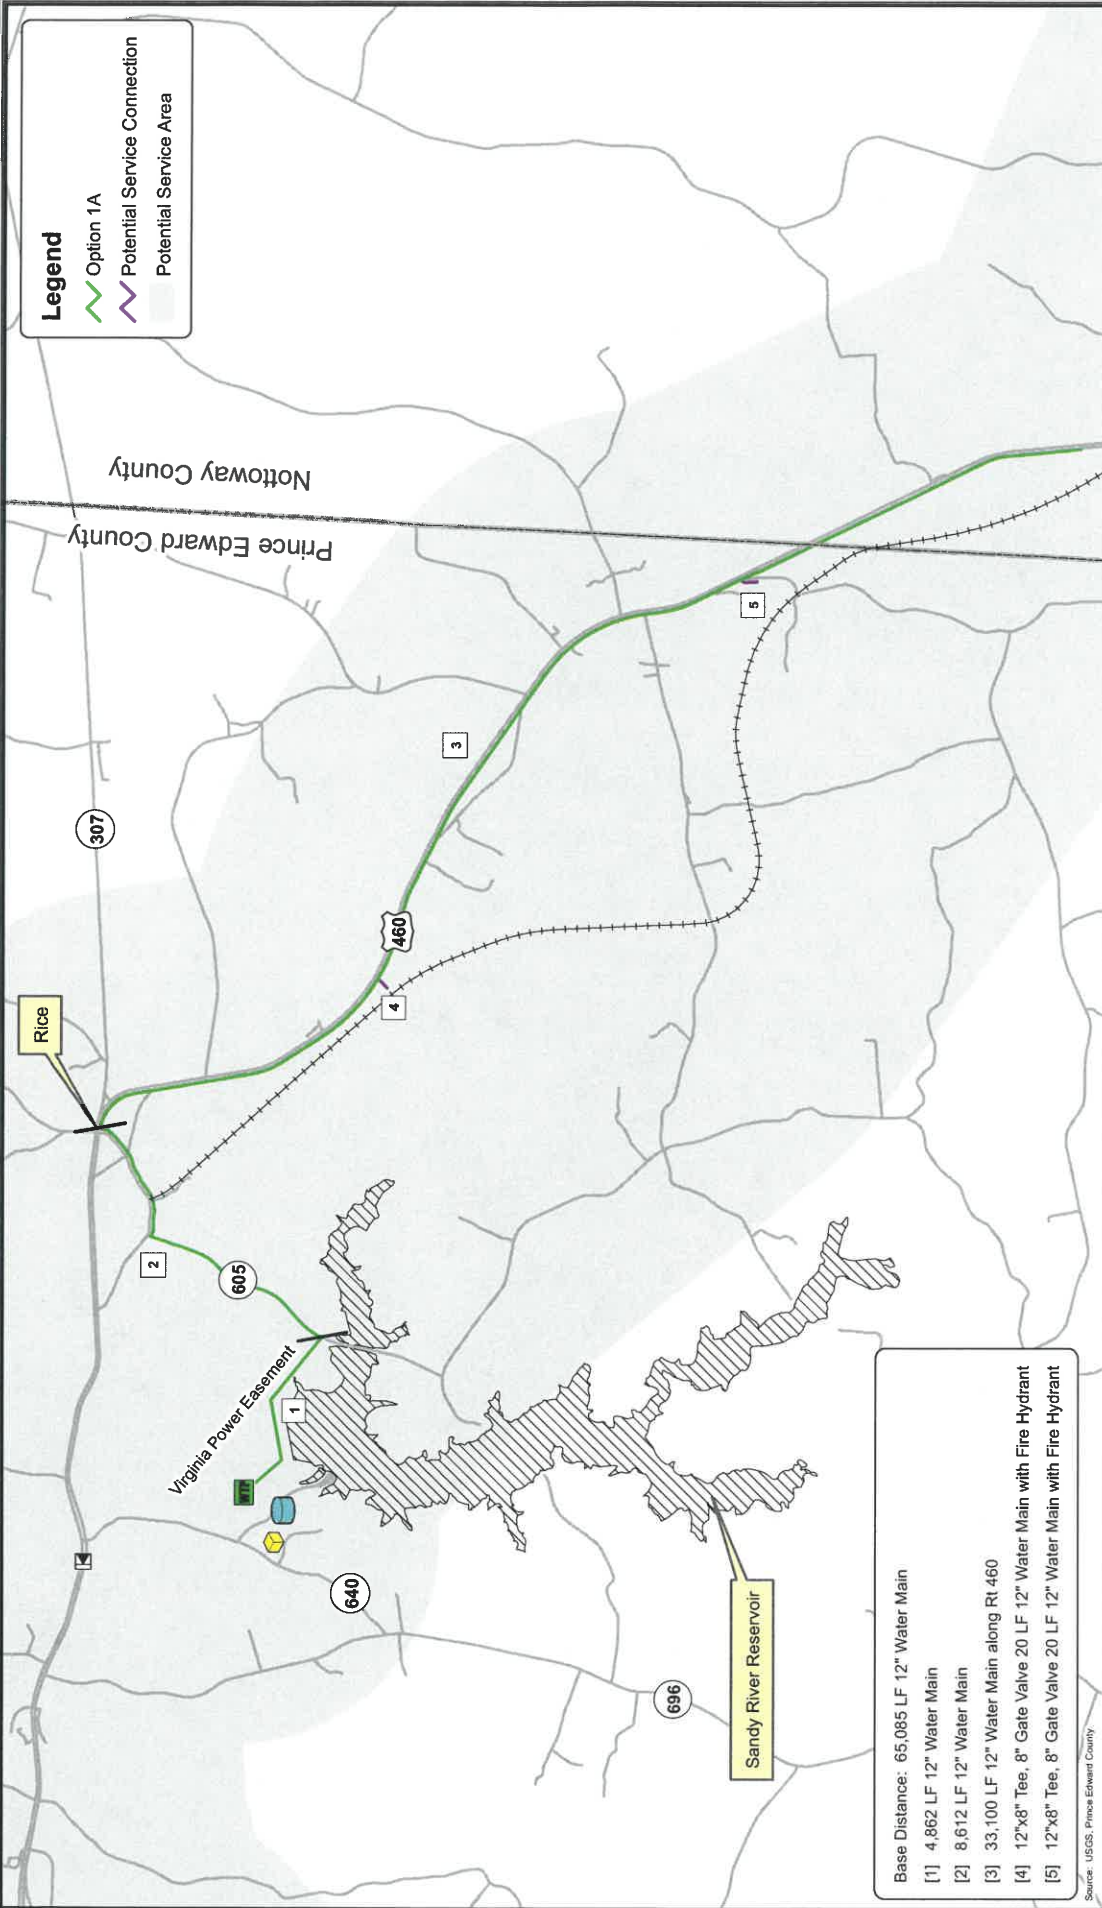 Legend
Option 1A
Potential Service Connection
Potential Service Area
Nottoway County
Prince Edward County
307
Rice
460
3
5
4
2
605
Virginia Power Easement
1
WTP
640
696
Sandy River Reservoir
Base Distance: 65,085 LF 12" Water Main
[1] 4,862 LF 12" Water Main
[2] 8,612 LF 12" Water Main
[3] 33,100 LF 12" Water Main along Rt 460
[4] 12"x8" Tee, 8" Gate Valve 20 LF 12" Water Main with Fire Hydrant
[5] 12"x8" Tee, 8" Gate Valve 20 LF 12" Water Main with Fire Hydrant
Source: USGS, Prince Edward County